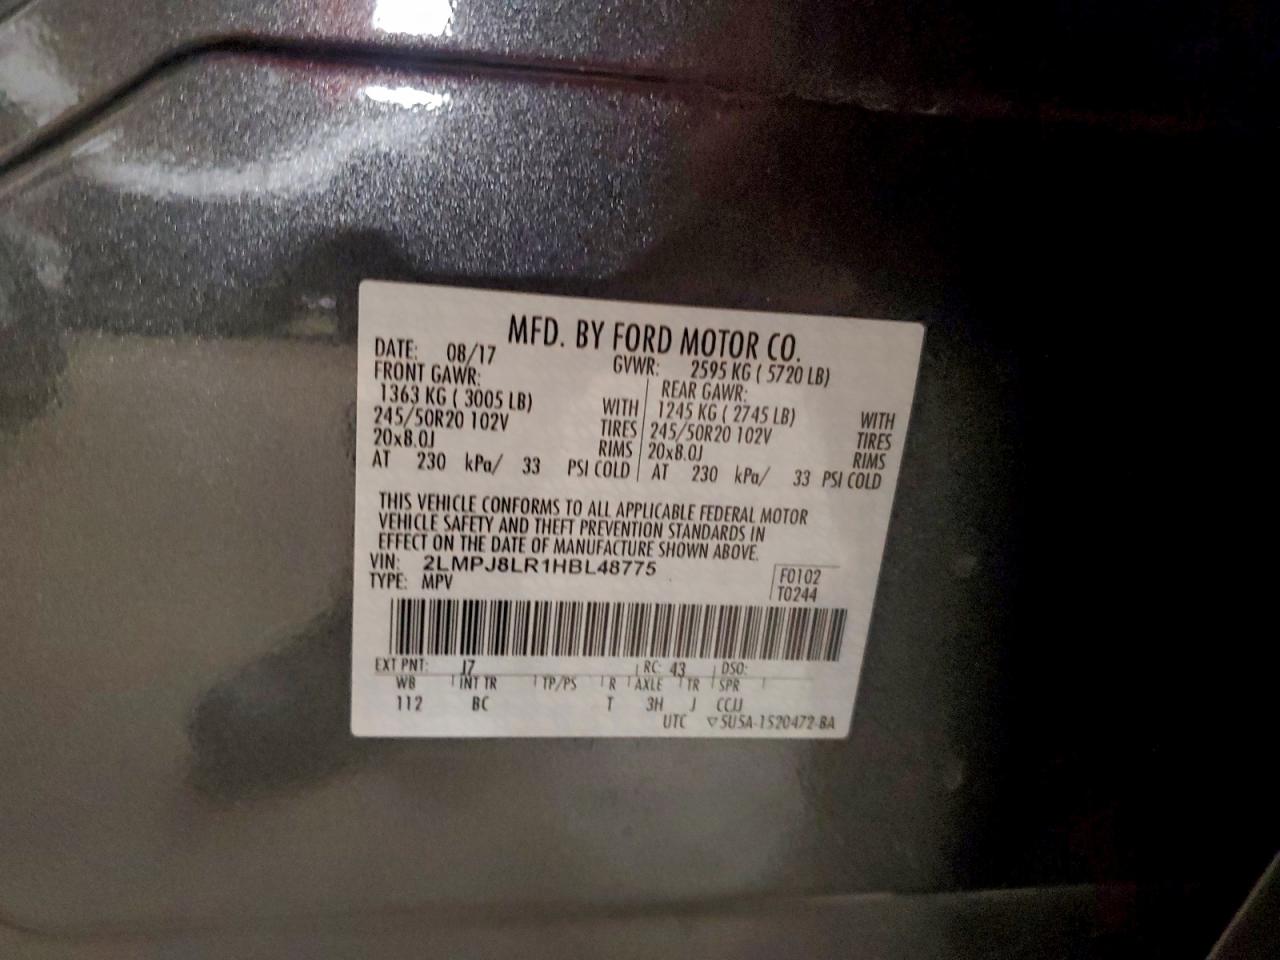 MFD. BY FORD MOTOR CO.
DATE: 08/17 GVWR: 2595 KG ( 5720 LB)
FRONT GAWR: REAR GAWR:
1363 KG ( 3005 LB) WITH 1245 KG ( 2745 LB) WITH
245/50R20 102V TIRES 245/50R20 102V TIRES
20x8.0J RIMS 20x8.0J RIMS
AT 230 kPa/ 33 PSI COLD AT 230 kPa/ 33 PSI COLD
THIS VEHICLE CONFORMS TO ALL APPLICABLE FEDERAL MOTOR
VEHICLE SAFETY AND THEFT PREVENTION STANDARDS IN
EFFECT ON THE DATE OF MANUFACTURE SHOWN ABOVE.
VIN: 2LMPJ8LR1HBL48775
TYPE: MPV
F0102
T0244
EXT PNT: J7 RC: 43 DSO:
WB INT TR TP/PS R AXLE TR SPR
112 BC T 3H J CCJJ
UTC ▽5U5A-1520472-BA